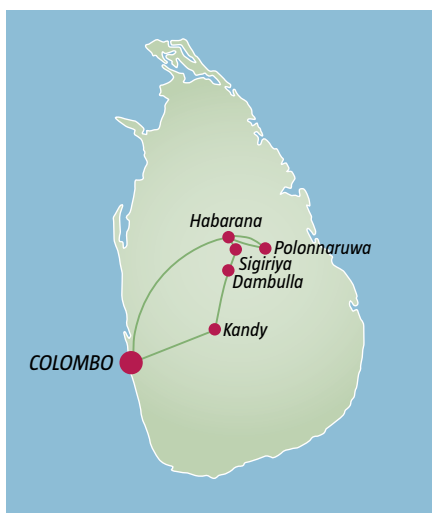 Habarana
Polonnaruwa
Sigiriya
Dambulla
Kandy
COLOMBO